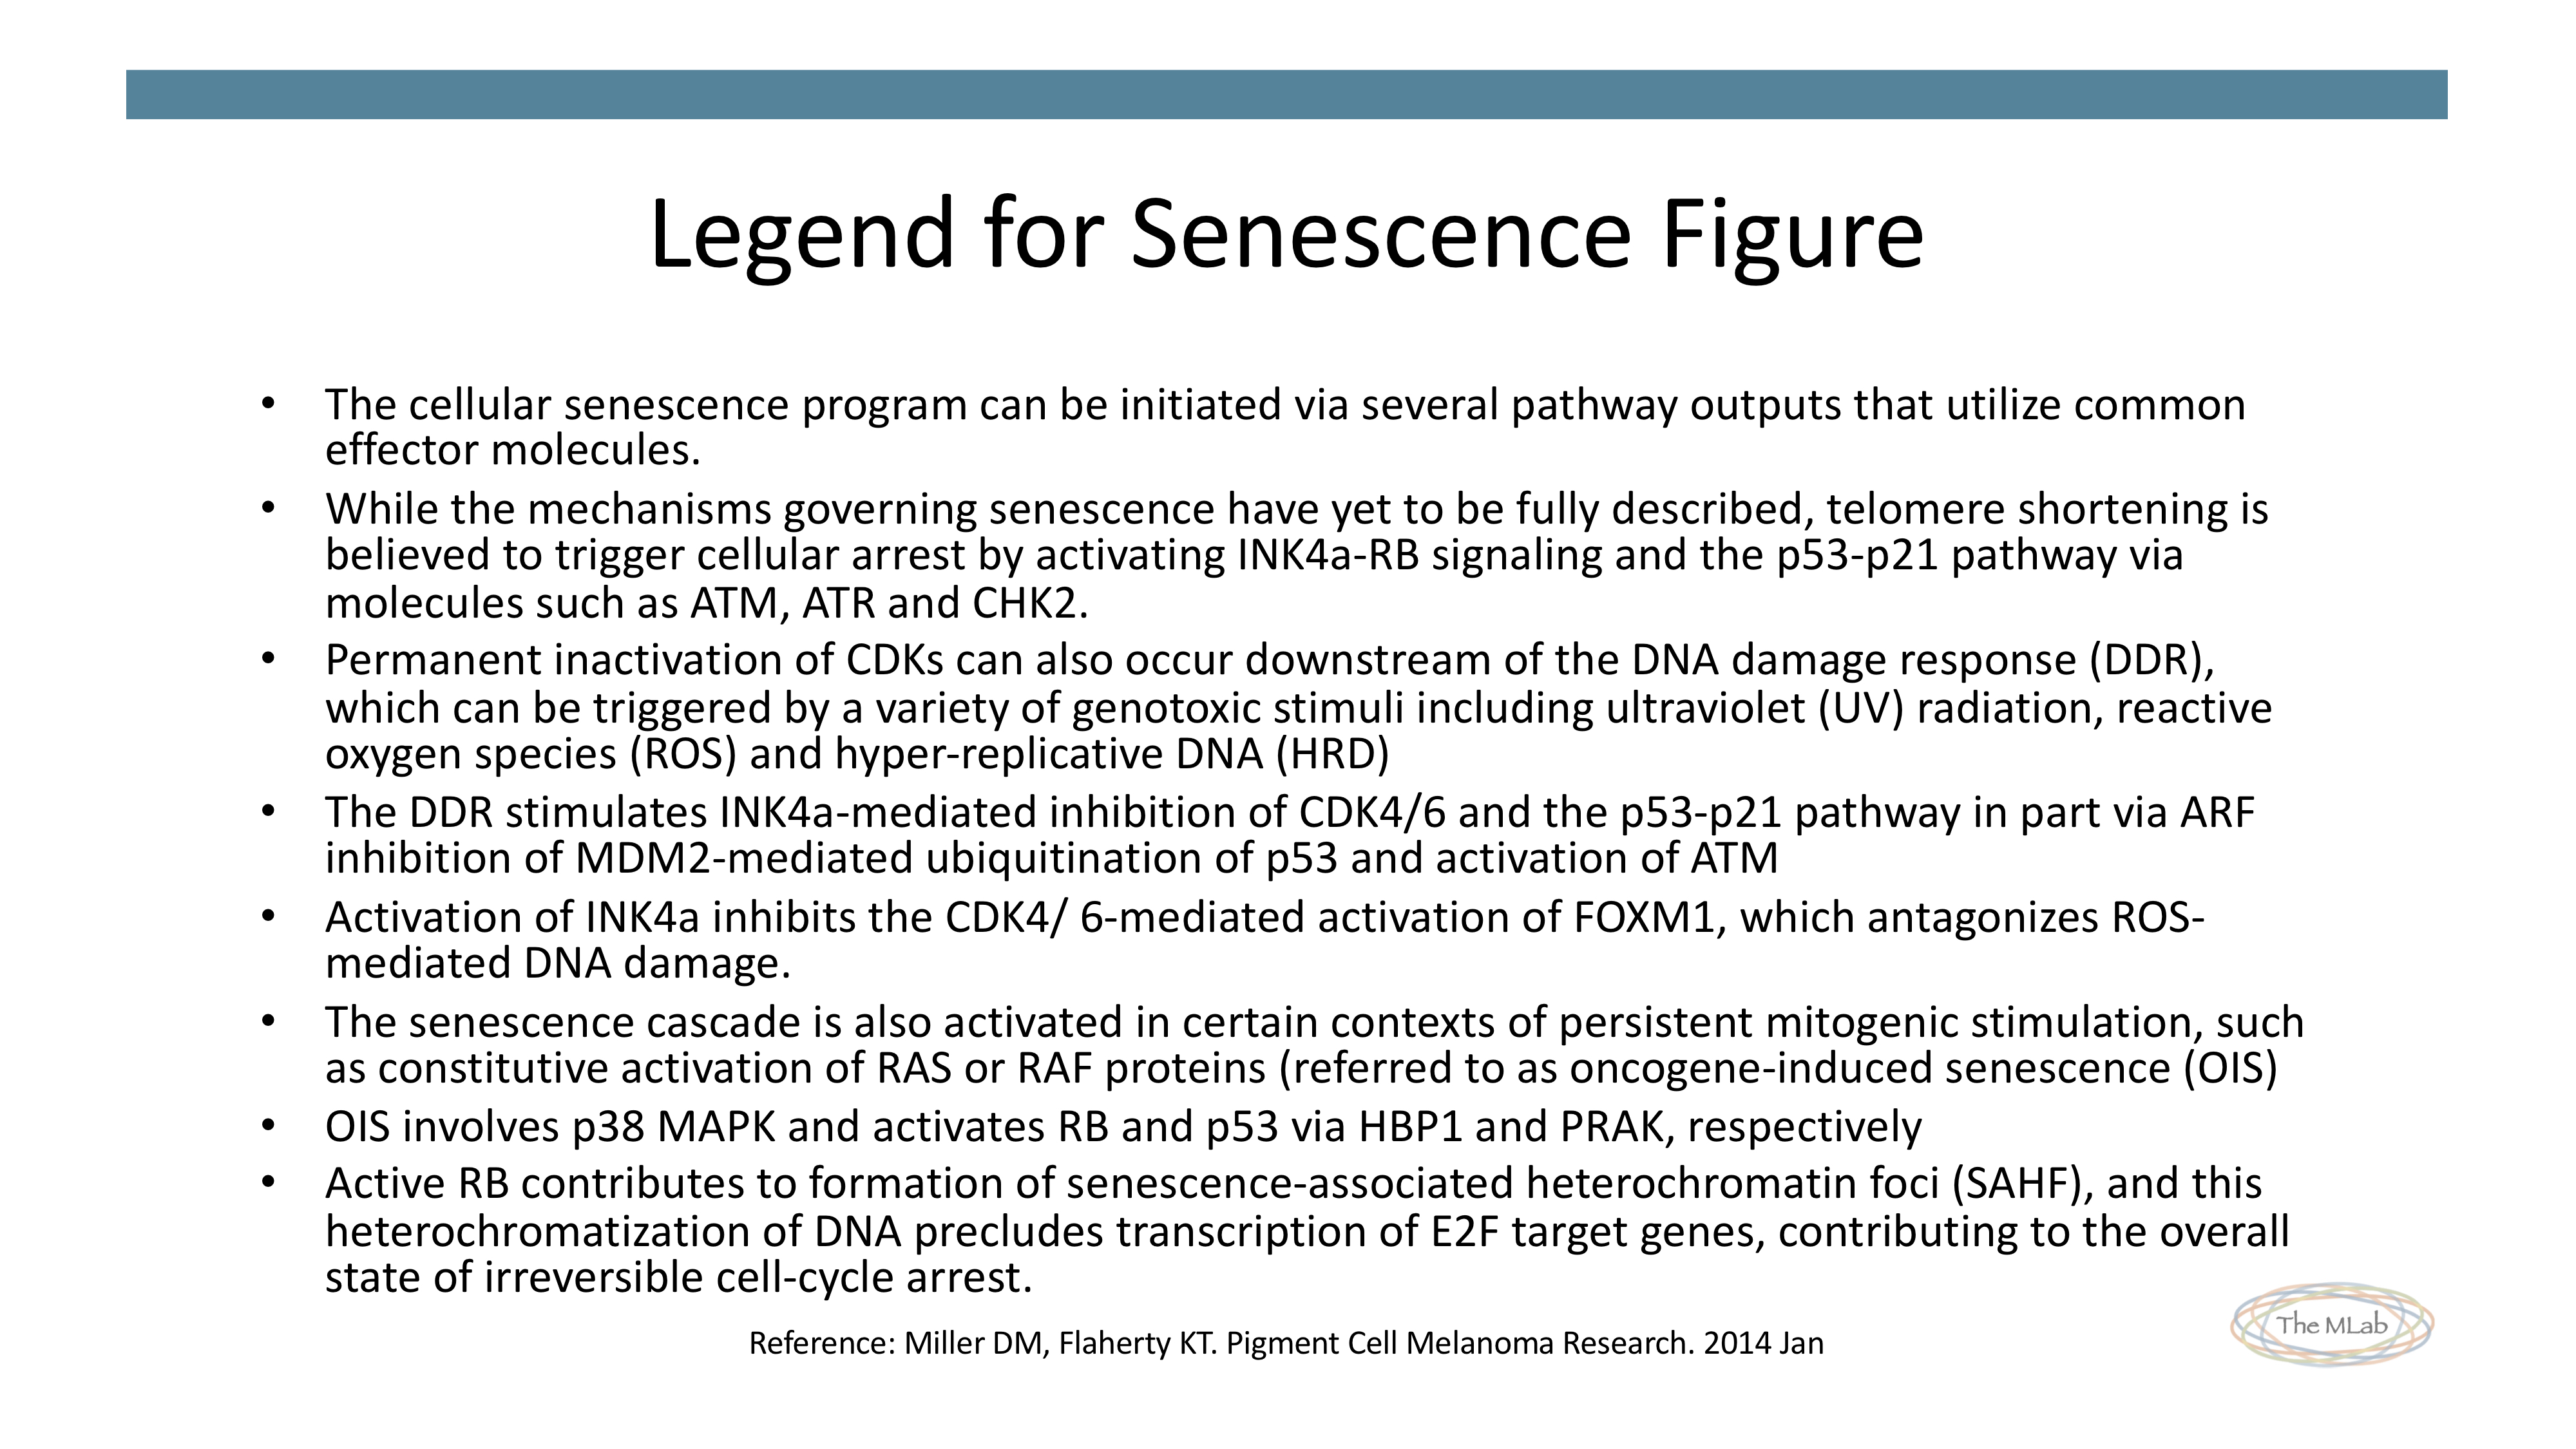 Legend for Senescence Figure
• The cellular senescence program can be initiated via several pathway outputs that utilize common
effector molecules.
• While the mechanisms governing senescence have yet to be fully described, telomere shortening is
believed to trigger cellular arrest by activating INK4a-RB signaling and the p53-p21 pathway via
molecules such as ATM, ATR and CHK2.
• Permanent inactivation of CDKs can also occur downstream of the DNA damage response (DDR),
which can be triggered by a variety of genotoxic stimuli including ultraviolet (UV) radiation, reactive
oxygen species (ROS) and hyper-replicative DNA (HRD)
• The DDR stimulates INK4a-mediated inhibition of CDK4/6 and the p53-p21 pathway in part via ARF
inhibition of MDM2-mediated ubiquitination of p53 and activation of ATM
• Activation of INK4a inhibits the CDK4/ 6-mediated activation of FOXM1, which antagonizes ROS-
mediated DNA damage.
• The senescence cascade is also activated in certain contexts of persistent mitogenic stimulation, such
as constitutive activation of RAS or RAF proteins (referred to as oncogene-induced senescence (OIS)
• OIS involves p38 MAPK and activates RB and p53 via HBP1 and PRAK, respectively
• Active RB contributes to formation of senescence-associated heterochromatin foci (SAHF), and this
heterochromatization of DNA precludes transcription of E2F target genes, contributing to the overall
state of irreversible cell-cycle arrest.
Reference: Miller DM, Flaherty KT. Pigment Cell Melanoma Research. 2014 Jan
The MLab